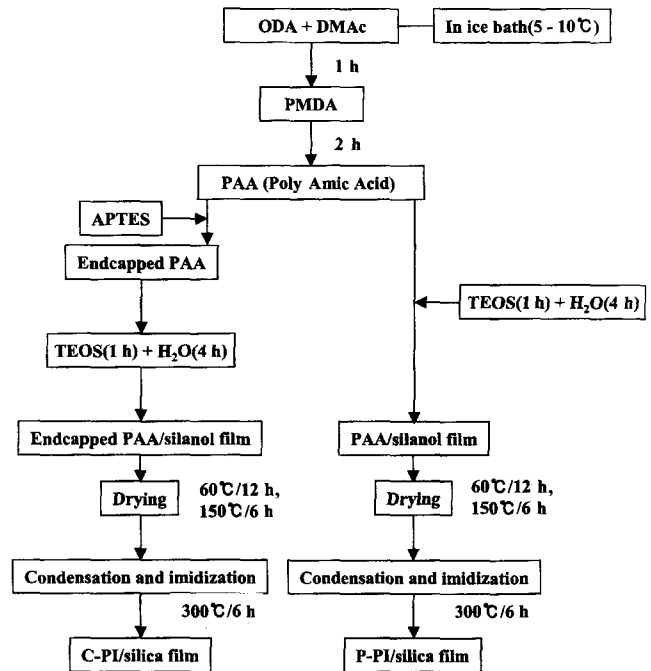 ODA + DMAc
In ice bath(5 - 10℃)
1 h
PMDA
2 h
PAA (Poly Amic Acid)
APTES
Endcapped PAA
TEOS(1 h) + H₂O(4 h)
TEOS(1 h) + H₂O(4 h)
Endcapped PAA/silanol film
PAA/silanol film
Drying
60℃/12 h,
150℃/6 h
Drying
60℃/12 h,
150℃/6 h
Condensation and imidization
Condensation and imidization
300℃/6 h
300℃/6 h
C-PI/silica film
P-PI/silica film